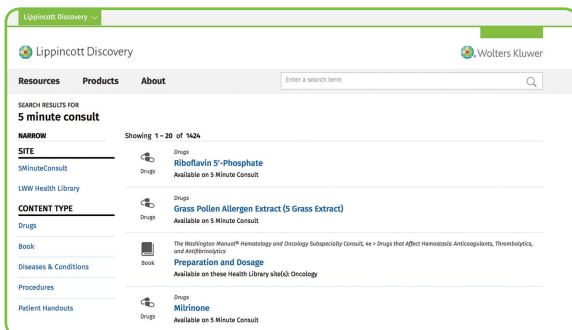 Lippincott Discovery
Lippincott Discovery
Wolters Kluwer
Resources Products About
Enter a search term
SEARCH RESULTS FOR
5 minute consult
NARROW
Showing 1 – 20 of 1424
SITE
5MinuteConsult
LWW Health Library
CONTENT TYPE
Drugs
Book
Diseases & Conditions
Procedures
Patient Handouts
Drugs
Drugs
Riboflavin 5'-Phosphate
Available on 5 Minute Consult
Drugs
Drugs
Grass Pollen Allergen Extract (5 Grass Extract)
Available on 5 Minute Consult
Book
The Washington Manual® Hematology and Oncology Subspecialty Consult, 4e > Drugs that Affect Hemostasis: Anticoagulants, Thrombolytics,
and Antifibrinolytics
Preparation and Dosage
Available on these Health Library site(s): Oncology
Drugs
Drugs
Milrinone
Available on 5 Minute Consult